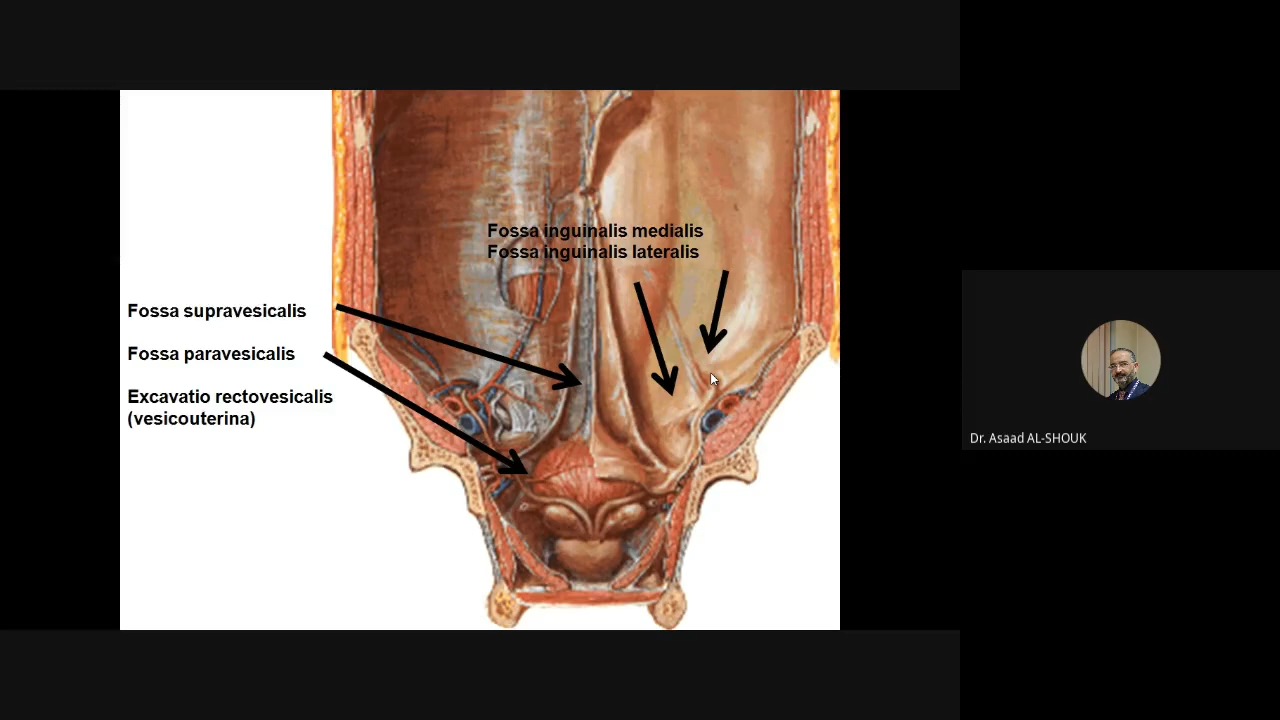 Fossa inguinalis medialis
Fossa inguinalis lateralis
Fossa supravesicalis
Fossa paravesicalis
Excavatio rectovesicalis
(vesicouterina)
Dr. Asaad AL-SHOUK